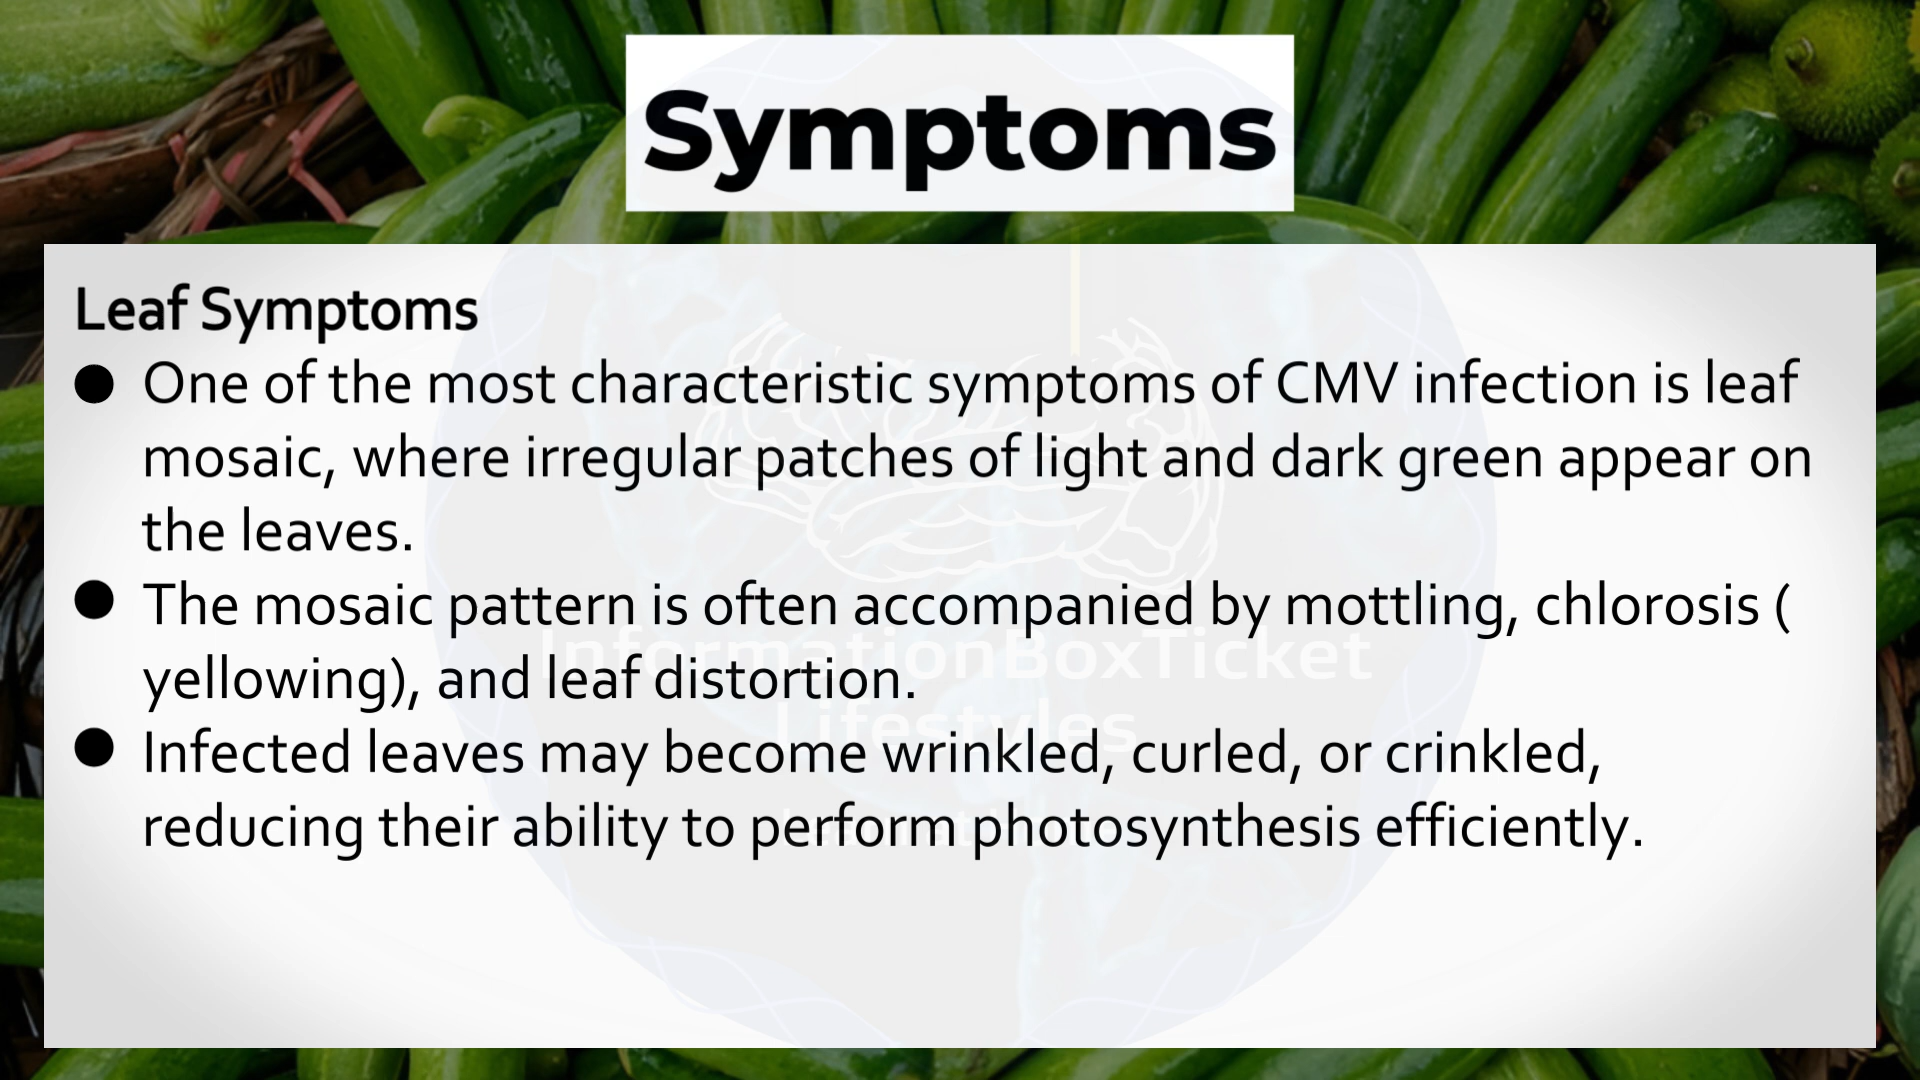 Symptoms
Leaf Symptoms
● One of the most characteristic symptoms of CMV infection is leaf
mosaic, where irregular patches of light and dark green appear on
the leaves.
● The mosaic pattern is often accompanied by mottling, chlorosis (
yellowing), and leaf distortion.
InformationBoxTicket
Lifestyles
● Infected leaves may become wrinkled, curled, or crinkled,
reducing their ability to perform photosynthesis efficiently.